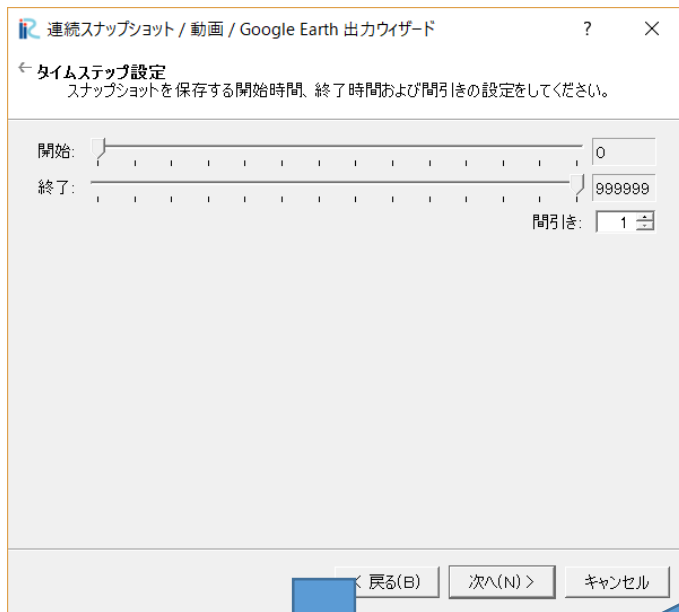 iRC 連続スナップショット / 動画 / Google Earth 出力ウィザード ? ×
← タイムステップ設定
スナップショットを保存する開始時間、終了時間および間引きの設定をしてください。
開始: 0
終了: 999999
間引き: 1
< 戻る(B) 次へ(N) > キャンセル